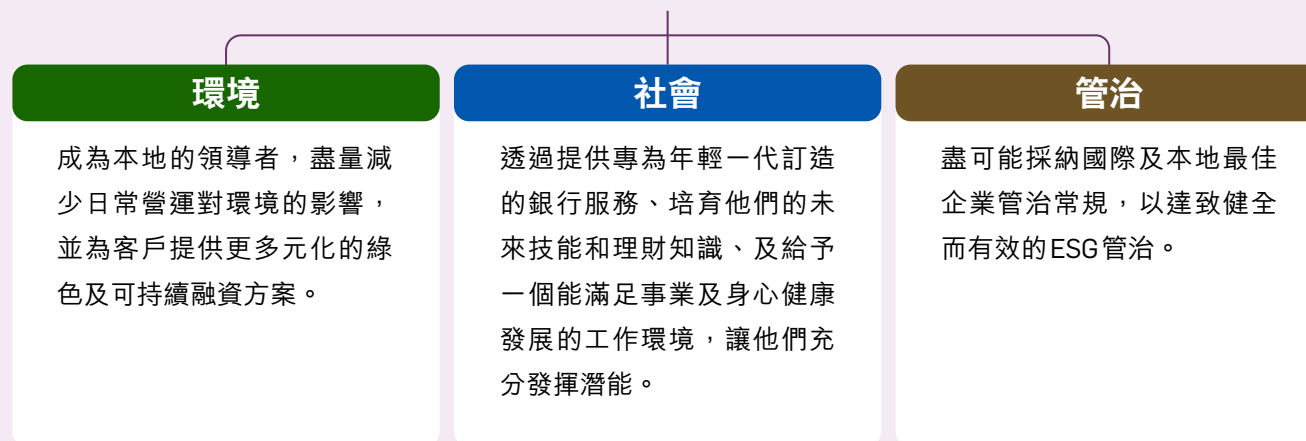 環境
成為本地的領導者，盡量減
少日常營運對環境的影響，
並為客戶提供更多元化的綠
色及可持續融資方案。
社會
透過提供專為年輕一代訂造
的銀行服務、培育他們的未
來技能和理財知識、及給予
一個能滿足事業及身心健康
發展的工作環境，讓他們充
分發揮潛能。
管治
盡可能採納國際及本地最佳
企業管治常規，以達致健全
而有效的ESG管治。